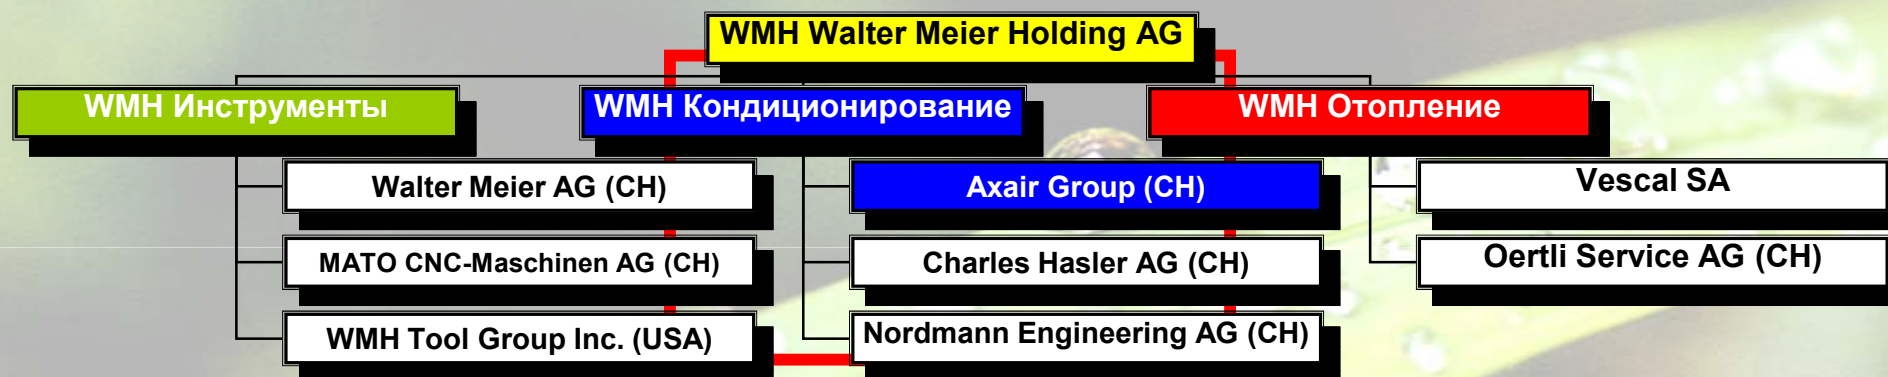 WMH Walter Meier Holding AG
WMH Инструменты
WMH Кондиционирование
WMH Отопление
Walter Meier AG (CH)
Axair Group (CH)
Vescal SA
MATO CNC-Maschinen AG (CH)
Charles Hasler AG (CH)
Oertli Service AG (CH)
WMH Tool Group Inc. (USA)
Nordmann Engineering AG (CH)